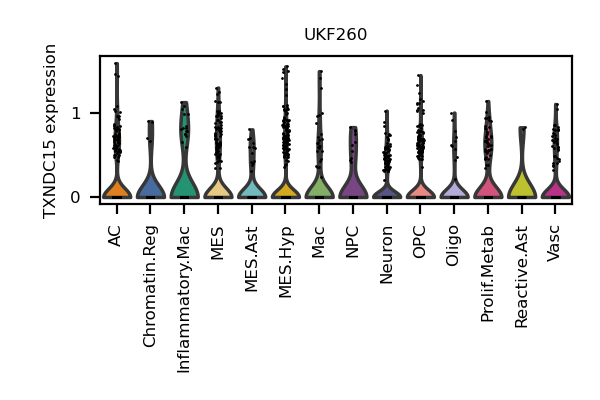 UKF260
TXNDC15 expression
1
0
AC
Chromatin.Reg
Inflammatory.Mac
MES
MES.Ast
MES.Hyp
Mac
NPC
Neuron
OPC
Oligo
Prolif.Metab
Reactive.Ast
Vasc